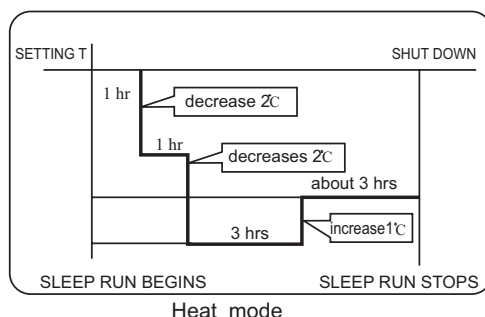 SETTING T
SHUT DOWN
1 hr
decrease 2℃
1 hr
decreases 2℃
about 3 hrs
3 hrs
increase1℃
SLEEP RUN BEGINS
SLEEP RUN STOPS
Heat mode